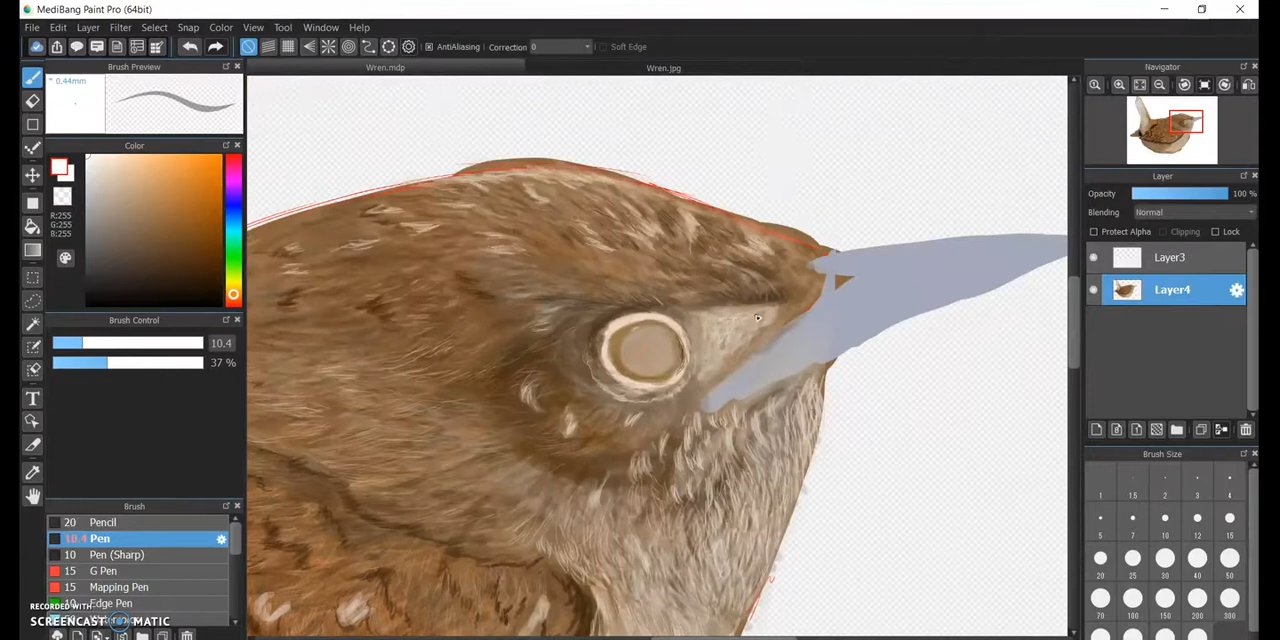 MediBang Paint Pro (64bit)
File Edit Layer Filter Select Snap Color View Tool Window Help
AntiAliasing Correction 0 Soft Edge
Brush Preview
Wren.mdp
Wren.jpg
Navigator
* 0.44mm
Color
R:255
G:255
B:255
Layer
Opacity 100 %
Blending Normal
Protect Alpha Clipping Lock
Layer3
Layer4
Brush Control
10.4
37 %
T
Brush
20 Pencil
10.4 Pen
10 Pen (Sharp)
15 G Pen
15 Mapping Pen
Edge Pen
RECORDED WITH
SCREENCAST MATIC
Brush Size
1 1.5 2 3 4
5 7 10 12 15
20 25 30 40 50
70 100 150 200 300